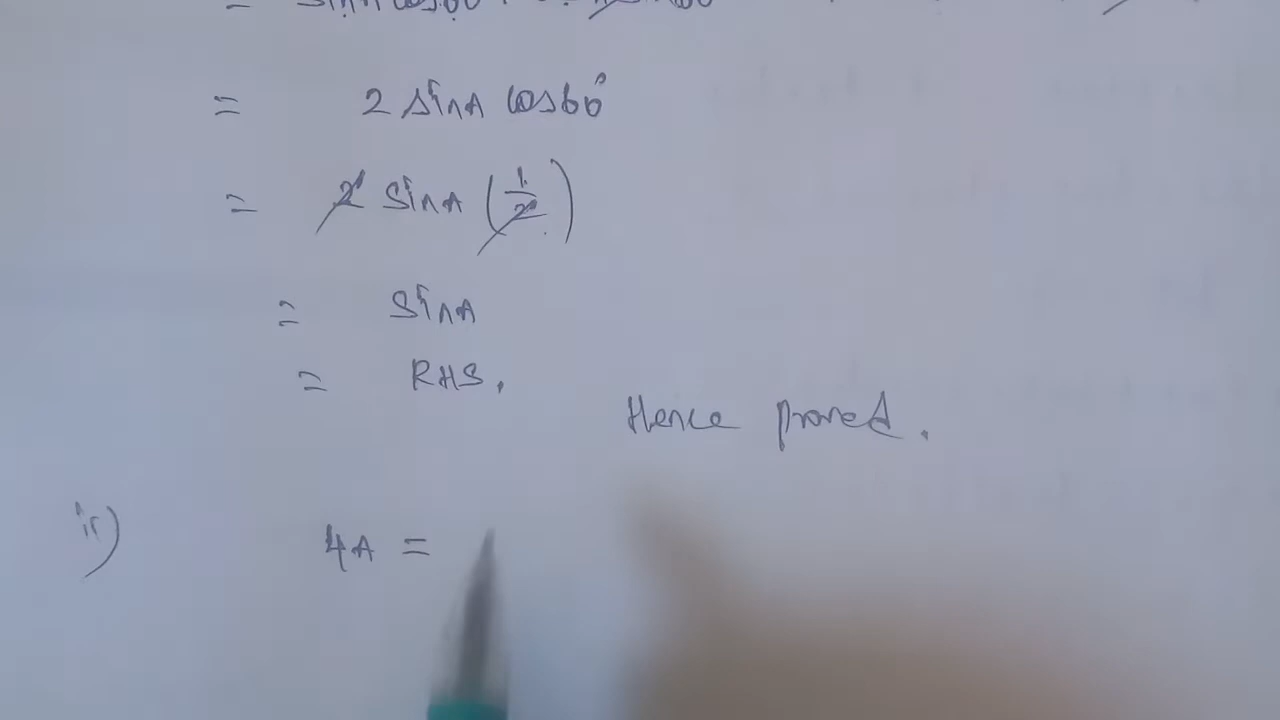 = 2 sinA cos60°
= 2 sinA (1/2)
= sinA
= RHS.
Hence proved.
ii) 4A =